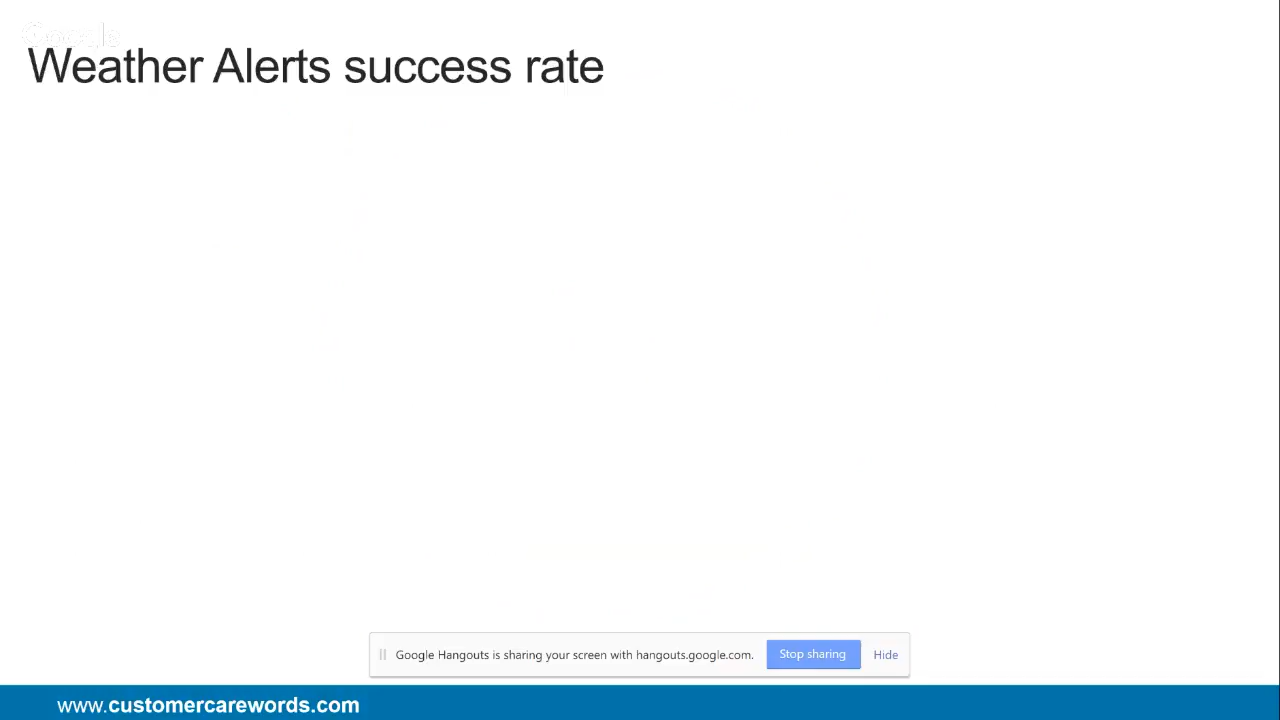 Google
Weather Alerts success rate
Google Hangouts is sharing your screen with hangouts.google.com. Stop sharing Hide
www.customercarewords.com